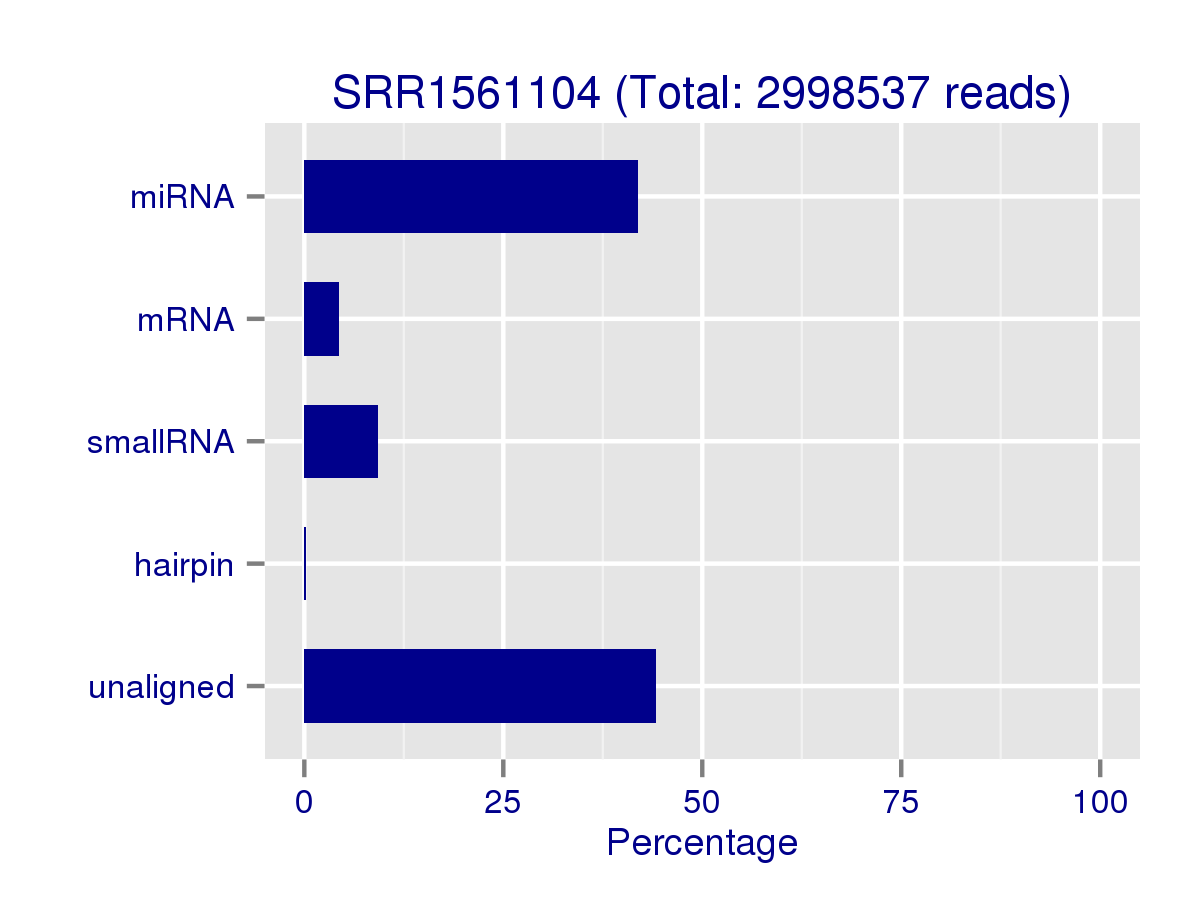 SRR1561104 (Total: 2998537 reads)
miRNA
mRNA
smallRNA
hairpin
unaligned
0 25 50 75 100
Percentage